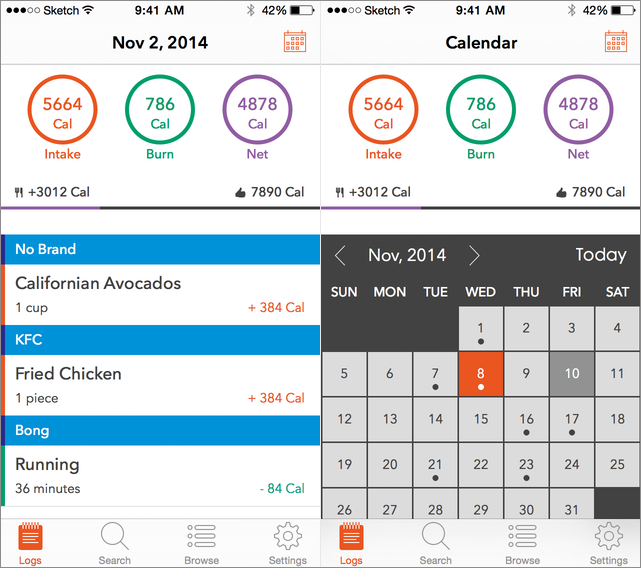 Sketch 9:41 AM 42%
Nov 2, 2014
5664 Cal
786 Cal
4878 Cal
Intake Burn Net
+3012 Cal 7890 Cal
No Brand
Californian Avocados
1 cup + 384 Cal
KFC
Fried Chicken
1 piece + 384 Cal
Bong
Running
36 minutes - 84 Cal
Logs Search Browse Settings
Sketch 9:41 AM 42%
Calendar
5664 Cal
786 Cal
4878 Cal
Intake Burn Net
+3012 Cal 7890 Cal
Nov, 2014 Today
SUN MON TUE WED THU FRI SAT
1 2 3 4
5 6 7 8 9 10 11
12 13 14 15 16 17 18
19 20 21 22 23 24 25
26 27 28 29 30 31
Logs Search Browse Settings